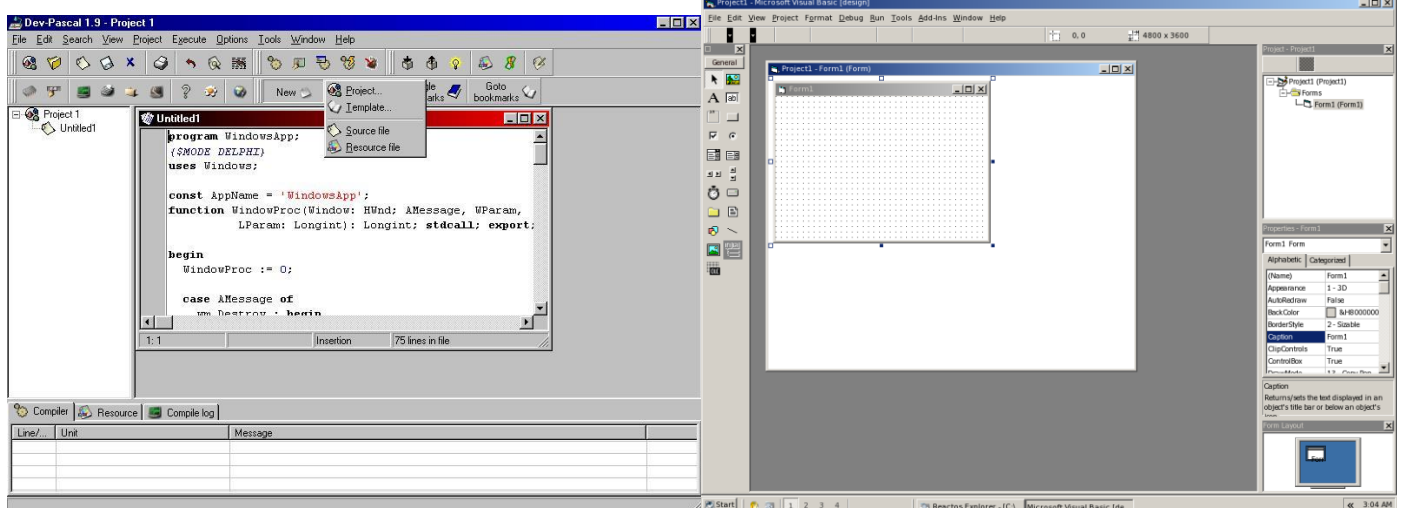 Dev-Pascal 1.9 - Project 1
File Edit Search View Project Execute Options Tools Window Help
New
Project...
Template...
Source file
Resource file
Goto
bookmarks
Project 1
Untitled1
Untitled1
program WindowsApp;
{$MODE DELPHI}
uses Windows;
const AppName = 'WindowsApp';
function WindowProc(Window: HWnd; AMessage, WParam,
LParam: Longint): Longint; stdcall; export;
begin
WindowProc := 0;
case AMessage of
wm_Destroy : begin
1: 1 Insertion 75 lines in file
Compiler Resource Compile log
Line/... Unit Message
Project1 - Microsoft Visual Basic [design]
File Edit View Project Format Debug Run Tools Add-Ins Window Help
0, 0 4800 x 3600
General
Project1 - Form1 (Form)
Form1
Project - Project1
Project1 (Project1)
Forms
Form1 (Form1)
Properties - Form1
Form1 Form
Alphabetic Categorized
(Name) Form1
Appearance 1 - 3D
AutoRedraw False
BackColor &H8000000
BorderStyle 2 - Sizable
Caption Form1
ClipControls True
ControlBox True
Caption
Returns/sets the text displayed in an
object's title bar or below an object's
Form Layout
Start 1 2 3 4 Reactos Explorer - [C:\ Microsoft Visual Basic [de 3:04 AM